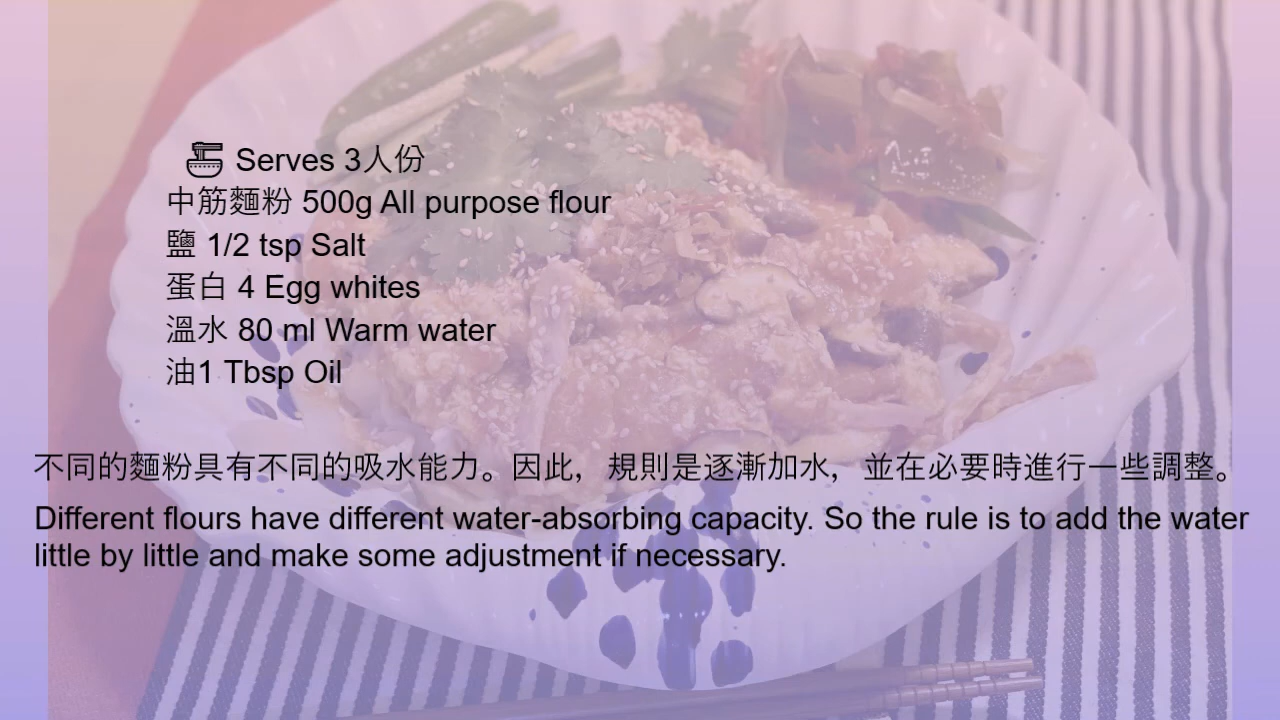 Serves 3人份
中筋麵粉 500g All purpose flour
鹽 1/2 tsp Salt
蛋白 4 Egg whites
溫水 80 ml Warm water
油1 Tbsp Oil
不同的麵粉具有不同的吸水能力。因此，規則是逐漸加水，並在必要時進行一些調整。
Different flours have different water-absorbing capacity. So the rule is to add the water
little by little and make some adjustment if necessary.